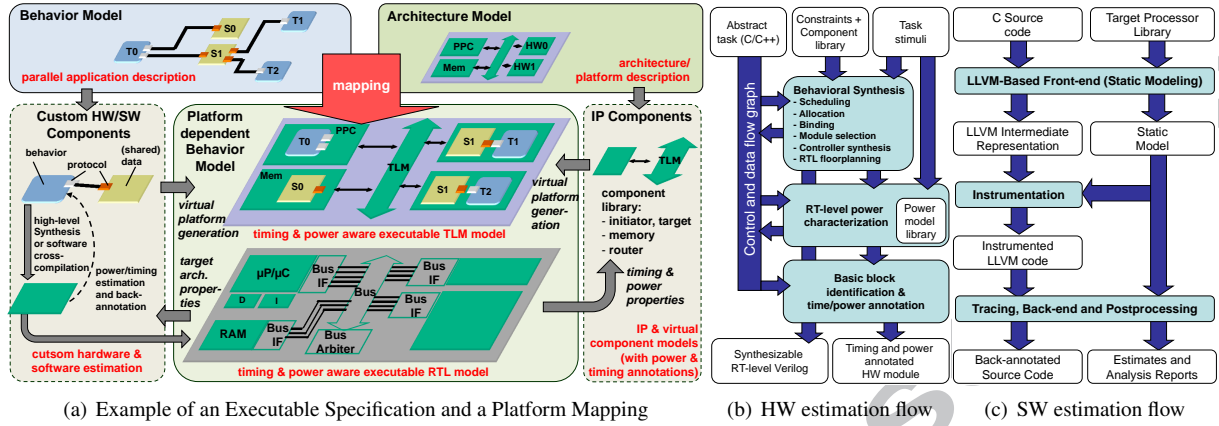 Behavior Model
T0
S0
S1
T1
T2
parallel application description
Architecture Model
PPC
Mem
HW0
HW1
architecture/
platform description
mapping
Custom HW/SW
Components
behavior
protocol
(shared)
data
high-level
Synthesis
or software
cross-
compilation
power/timing
estimation
and back-
annotation
cutsom hardware &
software estimation
virtual
platform
generation
target
arch.
proper-
ties
Platform
dependent
Behavior
Model
PPC
T0
Mem
S0
TLM
S1
T1
S1
T2
timing & power aware executable TLM model
µP/µC
D
I
Bus
IF
RAM
Bus
IF
Bus
Bus
IF
Bus
IF
Bus
Arbiter
timing & power aware executable RTL model
virtual
platform
gener-
ation
IP Components
TLM
component
library:
- initiator, target
- memory
- router
timing &
power
properties
IP & virtual
component models
(with power &
timing annotations)
(a) Example of an Executable Specification and a Platform Mapping
Abstract
task (C/C++)
Constraints +
Component
library
Task
stimuli
Control and data flow graph
Behavioral Synthesis
- Scheduling
- Allocation
- Binding
- Module selection
- Controller synthesis
- RTL floorplanning
RT-level power
characterization
Power
model
library
Basic block
identification &
time/power annotation
Synthesizable
RT-level Verilog
Timing and power
annotated
HW module
(b) HW estimation flow
C Source
code
Target Processor
Library
LLVM-Based Front-end (Static Modeling)
LLVM Intermediate
Representation
Static
Model
Instrumentation
Instrumented
LLVM code
Tracing, Back-end and Postprocessing
Back-annotated
Source Code
Estimates and
Analysis Reports
(c) SW estimation flow